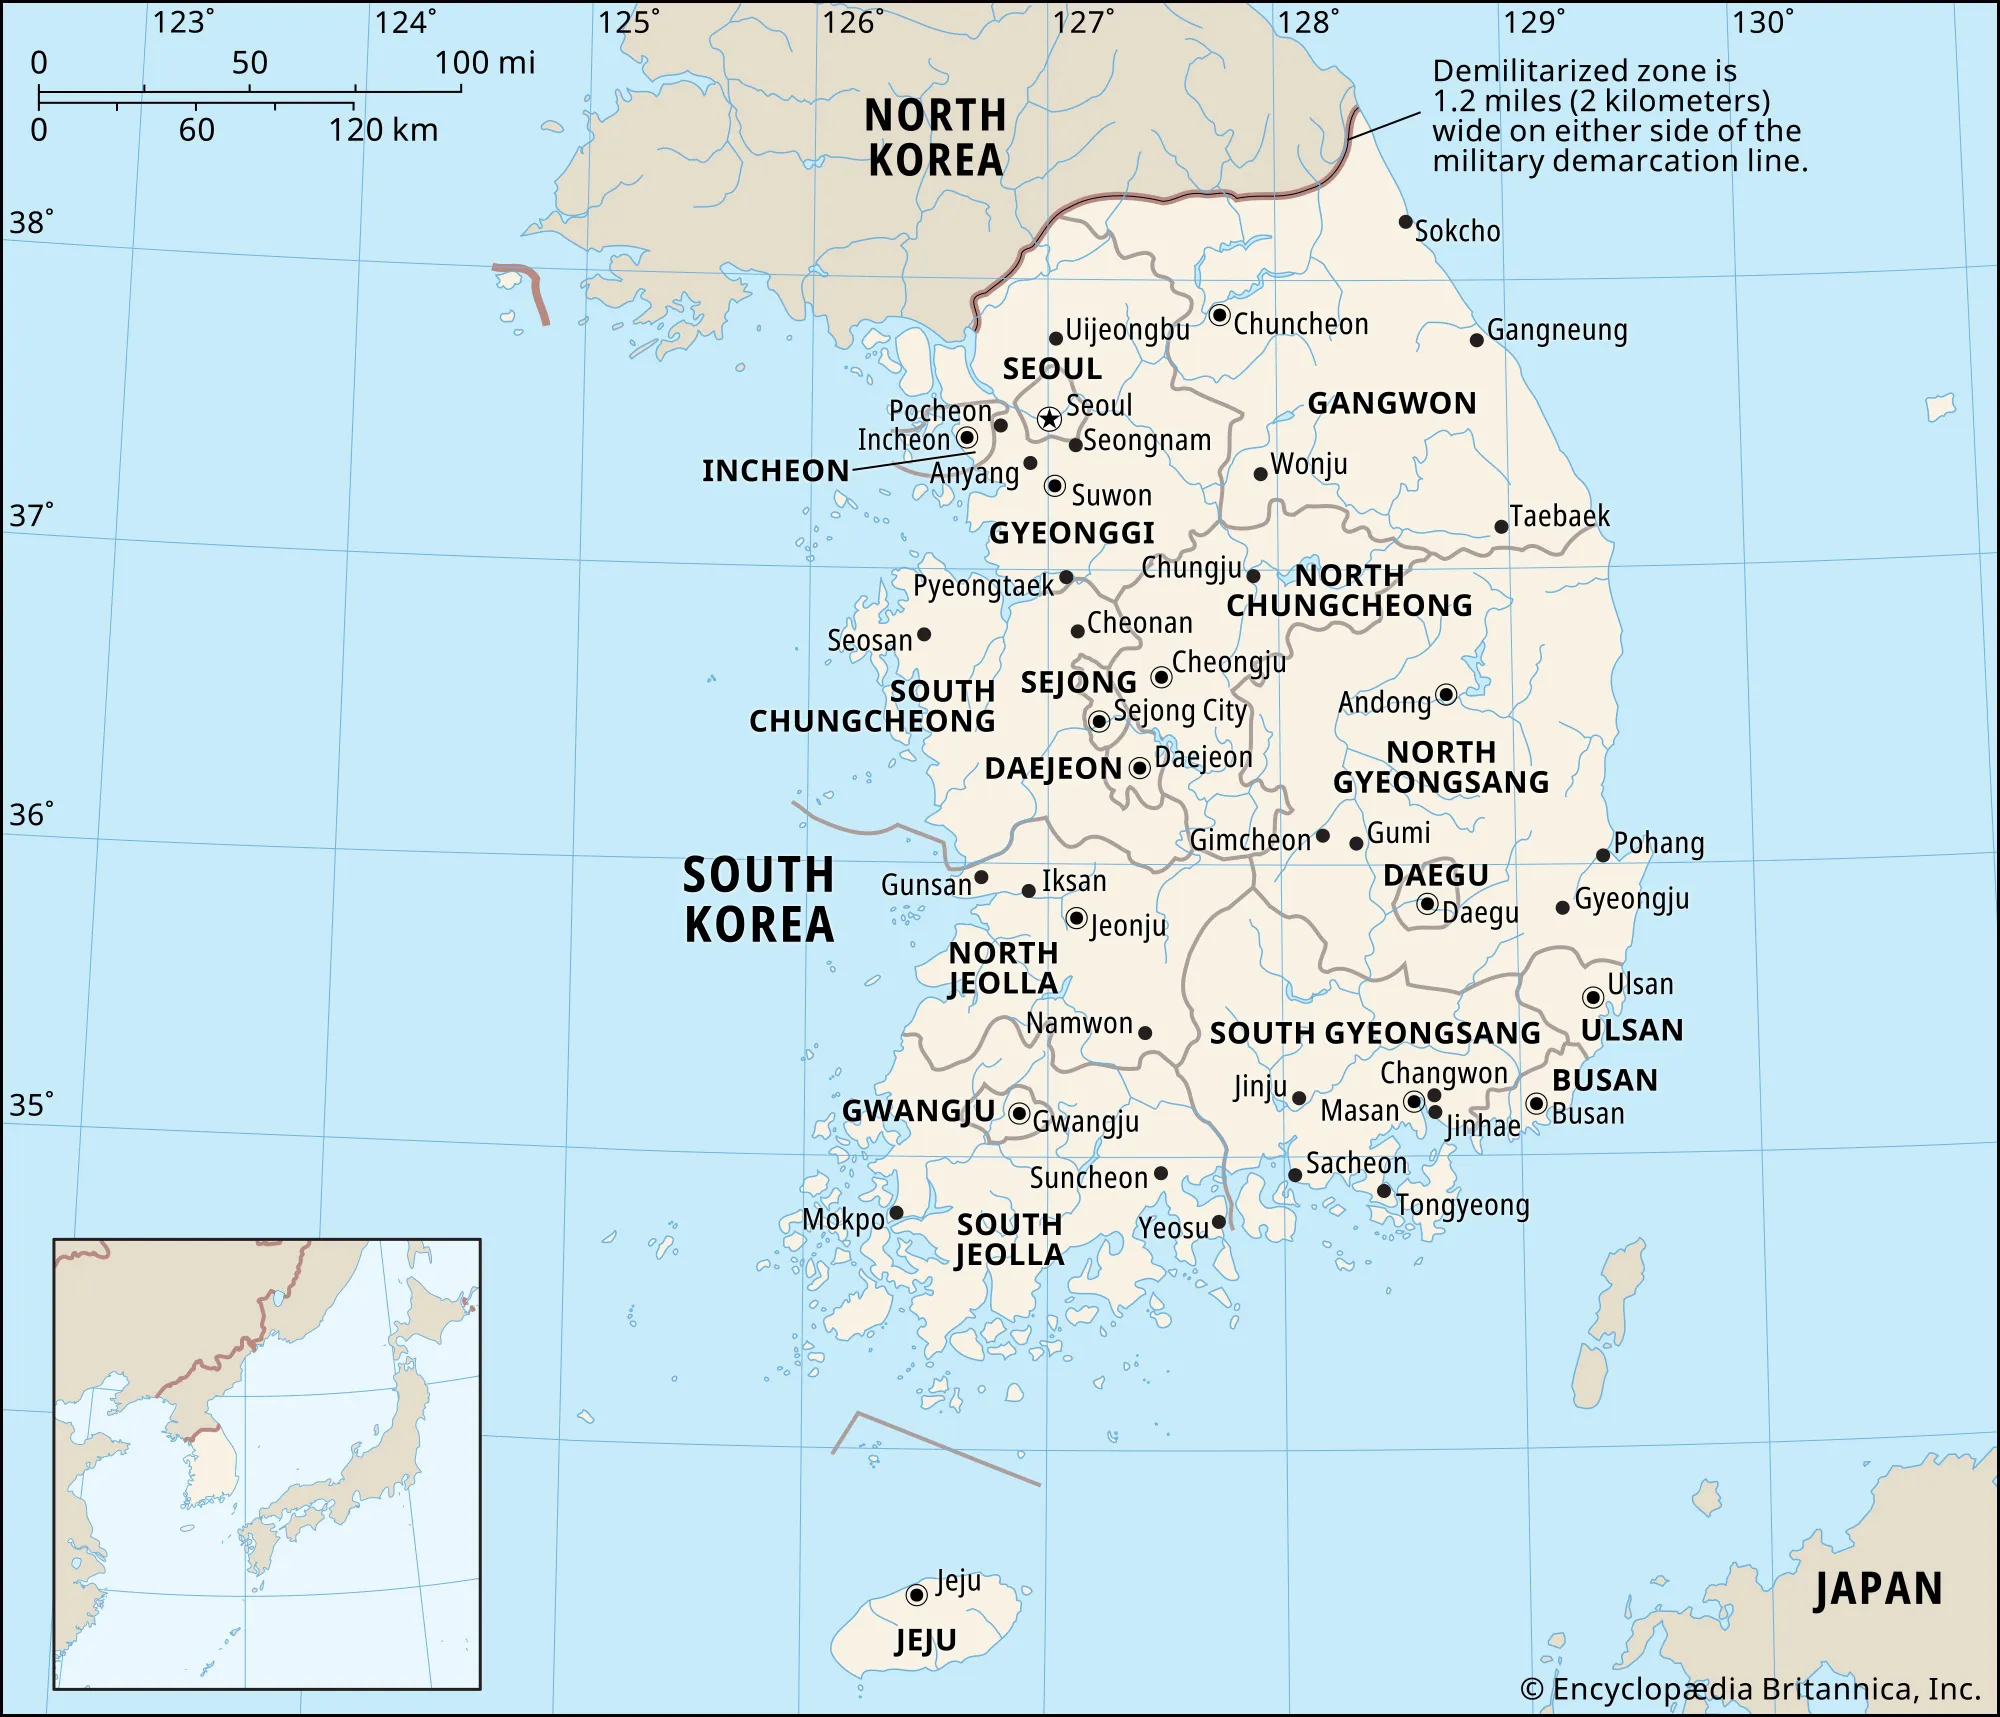 123°
124°
125°
126°
127°
128°
129°
130°
0 50 100 mi
0 60 120 km
Demilitarized zone is
1.2 miles (2 kilometers)
wide on either side of the
military demarcation line.
NORTH
KOREA
38°
Sokcho
Uijeongbu
Chuncheon
Gangneung
SEOUL
GANGWON
Pocheon
Seoul
Incheon
Seongnam
INCHEON
Anyang
Wonju
Suwon
37°
Taebaek
GYEONGGI
Chungju
NORTH
CHUNGCHEONG
Pyeongtaek
Cheonan
Seosan
Cheongju
SEJONG
SOUTH
CHUNGCHEONG
Andong
Sejong City
NORTH
GYEONGSANG
DAEJEON
Daejeon
36°
Gimcheon
Gumi
Pohang
SOUTH
KOREA
DAEGU
Gunsan
Iksan
Gyeongju
Daegu
Jeonju
NORTH
JEOLLA
Ulsan
Namwon
SOUTH GYEONGSANG
ULSAN
Changwon
BUSAN
Jinju
35°
GWANGJU
Gwangju
Masan
Busan
Jinhae
Sacheon
Suncheon
Tongyeong
Mokpo
SOUTH
JEOLLA
Yeosu
Jeju
JEJU
JAPAN
© Encyclopædia Britannica, Inc.